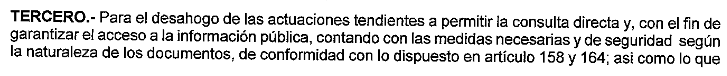 TERCERO.- Para el desahogo de las actuaciones tendientes a permitir la consulta directa y, con el fin de
garantizar el acceso a la información pública, contando con las medidas necesarias y de seguridad según
la naturaleza de los documentos, de conformidad con lo dispuesto en artículo 158 y 164; asi como lo que